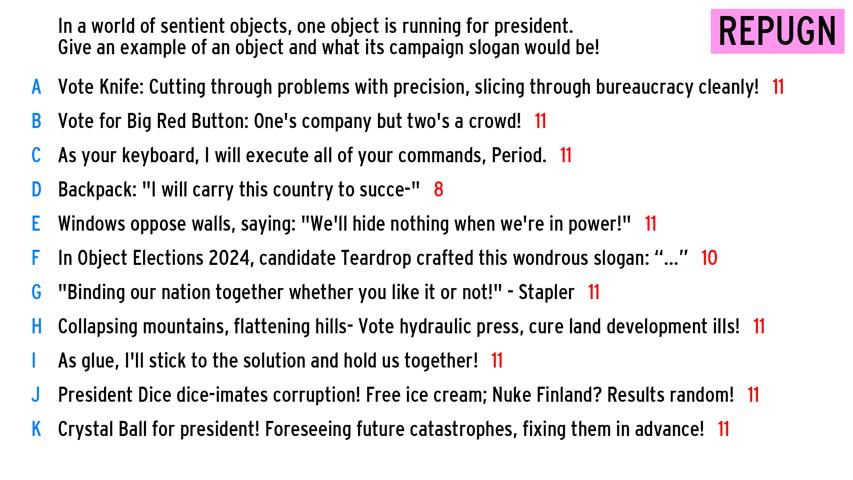 In a world of sentient objects, one object is running for president.
Give an example of an object and what its campaign slogan would be!
REPUGN
A Vote Knife: Cutting through problems with precision, slicing through bureaucracy cleanly! 11
B Vote for Big Red Button: One's company but two's a crowd! 11
C As your keyboard, I will execute all of your commands, Period. 11
D Backpack: "I will carry this country to succe-" 8
E Windows oppose walls, saying: "We'll hide nothing when we're in power!" 11
F In Object Elections 2024, candidate Teardrop crafted this wondrous slogan: “...” 10
G "Binding our nation together whether you like it or not!" - Stapler 11
H Collapsing mountains, flattening hills- Vote hydraulic press, cure land development ills! 11
I As glue, I'll stick to the solution and hold us together! 11
J President Dice dice-imates corruption! Free ice cream; Nuke Finland? Results random! 11
K Crystal Ball for president! Foreseeing future catastrophes, fixing them in advance! 11